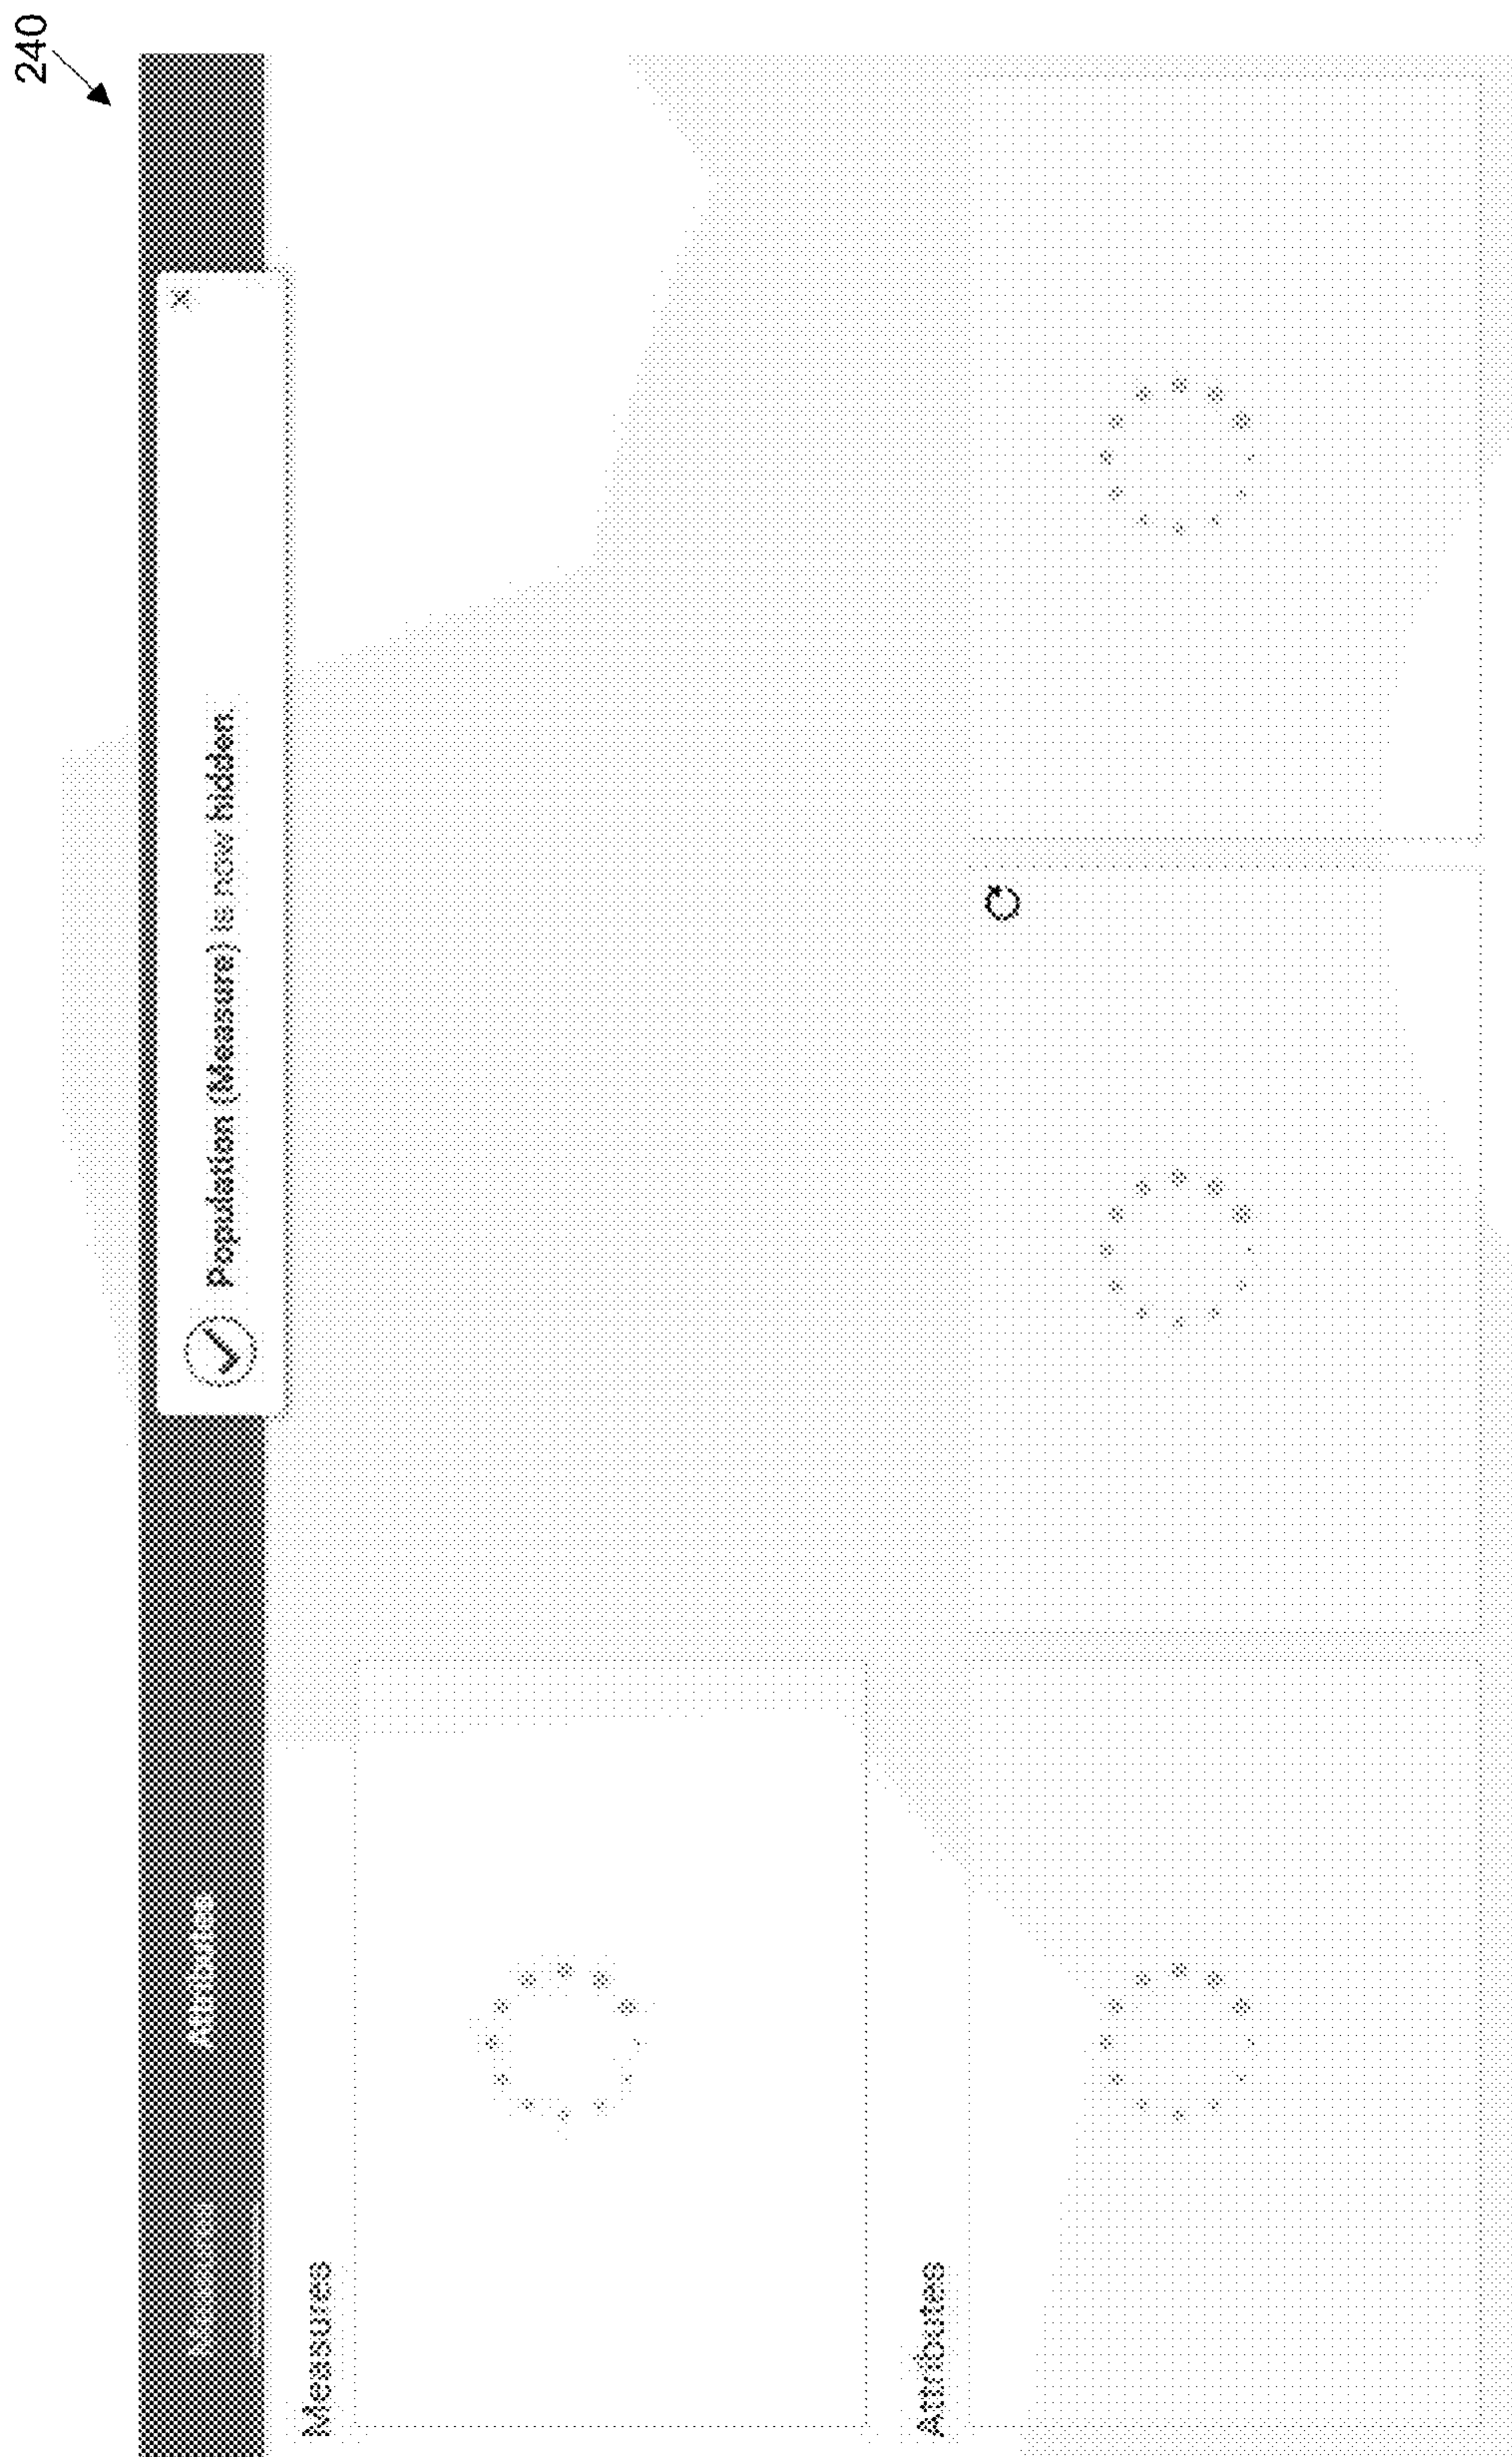 240
Population (Measure) is now hidden.
Attributes
Measures
Attributes